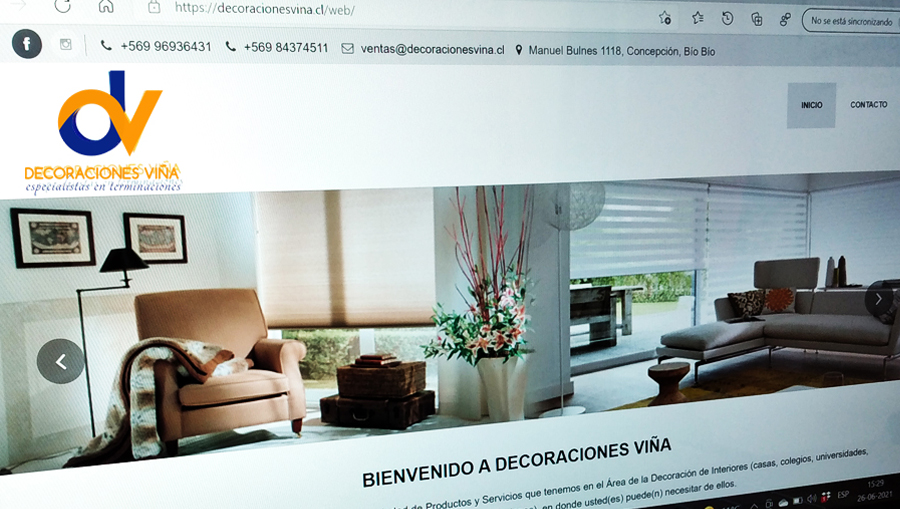 https://decoracionesvina.cl/web/
No se está sincronizando
+569 96936431 +569 84374511 ventas@decoracionesvina.cl Manuel Bulnes 1118, Concepción, Bío Bío
dv
INICIO CONTACTO
DECORACIONES VIÑA
especialistas en terminaciones
BIENVENIDO A DECORACIONES VIÑA
de Productos y Servicios que tenemos en el Área de la Decoración de Interiores (casas, colegios, universidades,
en donde usted(es) puede(n) necesitar de ellos.
ESP
15:29
26-06-2021